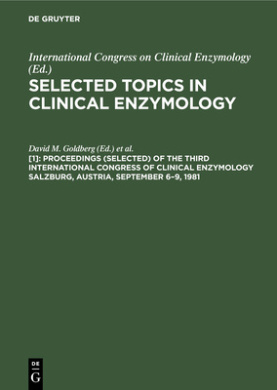 DE GRUYTER
International Congress on Clinical Enzymology
(Ed.)
SELECTED TOPICS IN
CLINICAL ENZYMOLOGY
David M. Goldberg (Ed.) et al.
[1]: PROCEEDINGS (SELECTED) OF THE THIRD
INTERNATIONAL CONGRESS OF CLINICAL ENZYMOLOGY
SALZBURG, AUSTRIA, SEPTEMBER 6–9, 1981
DE
G